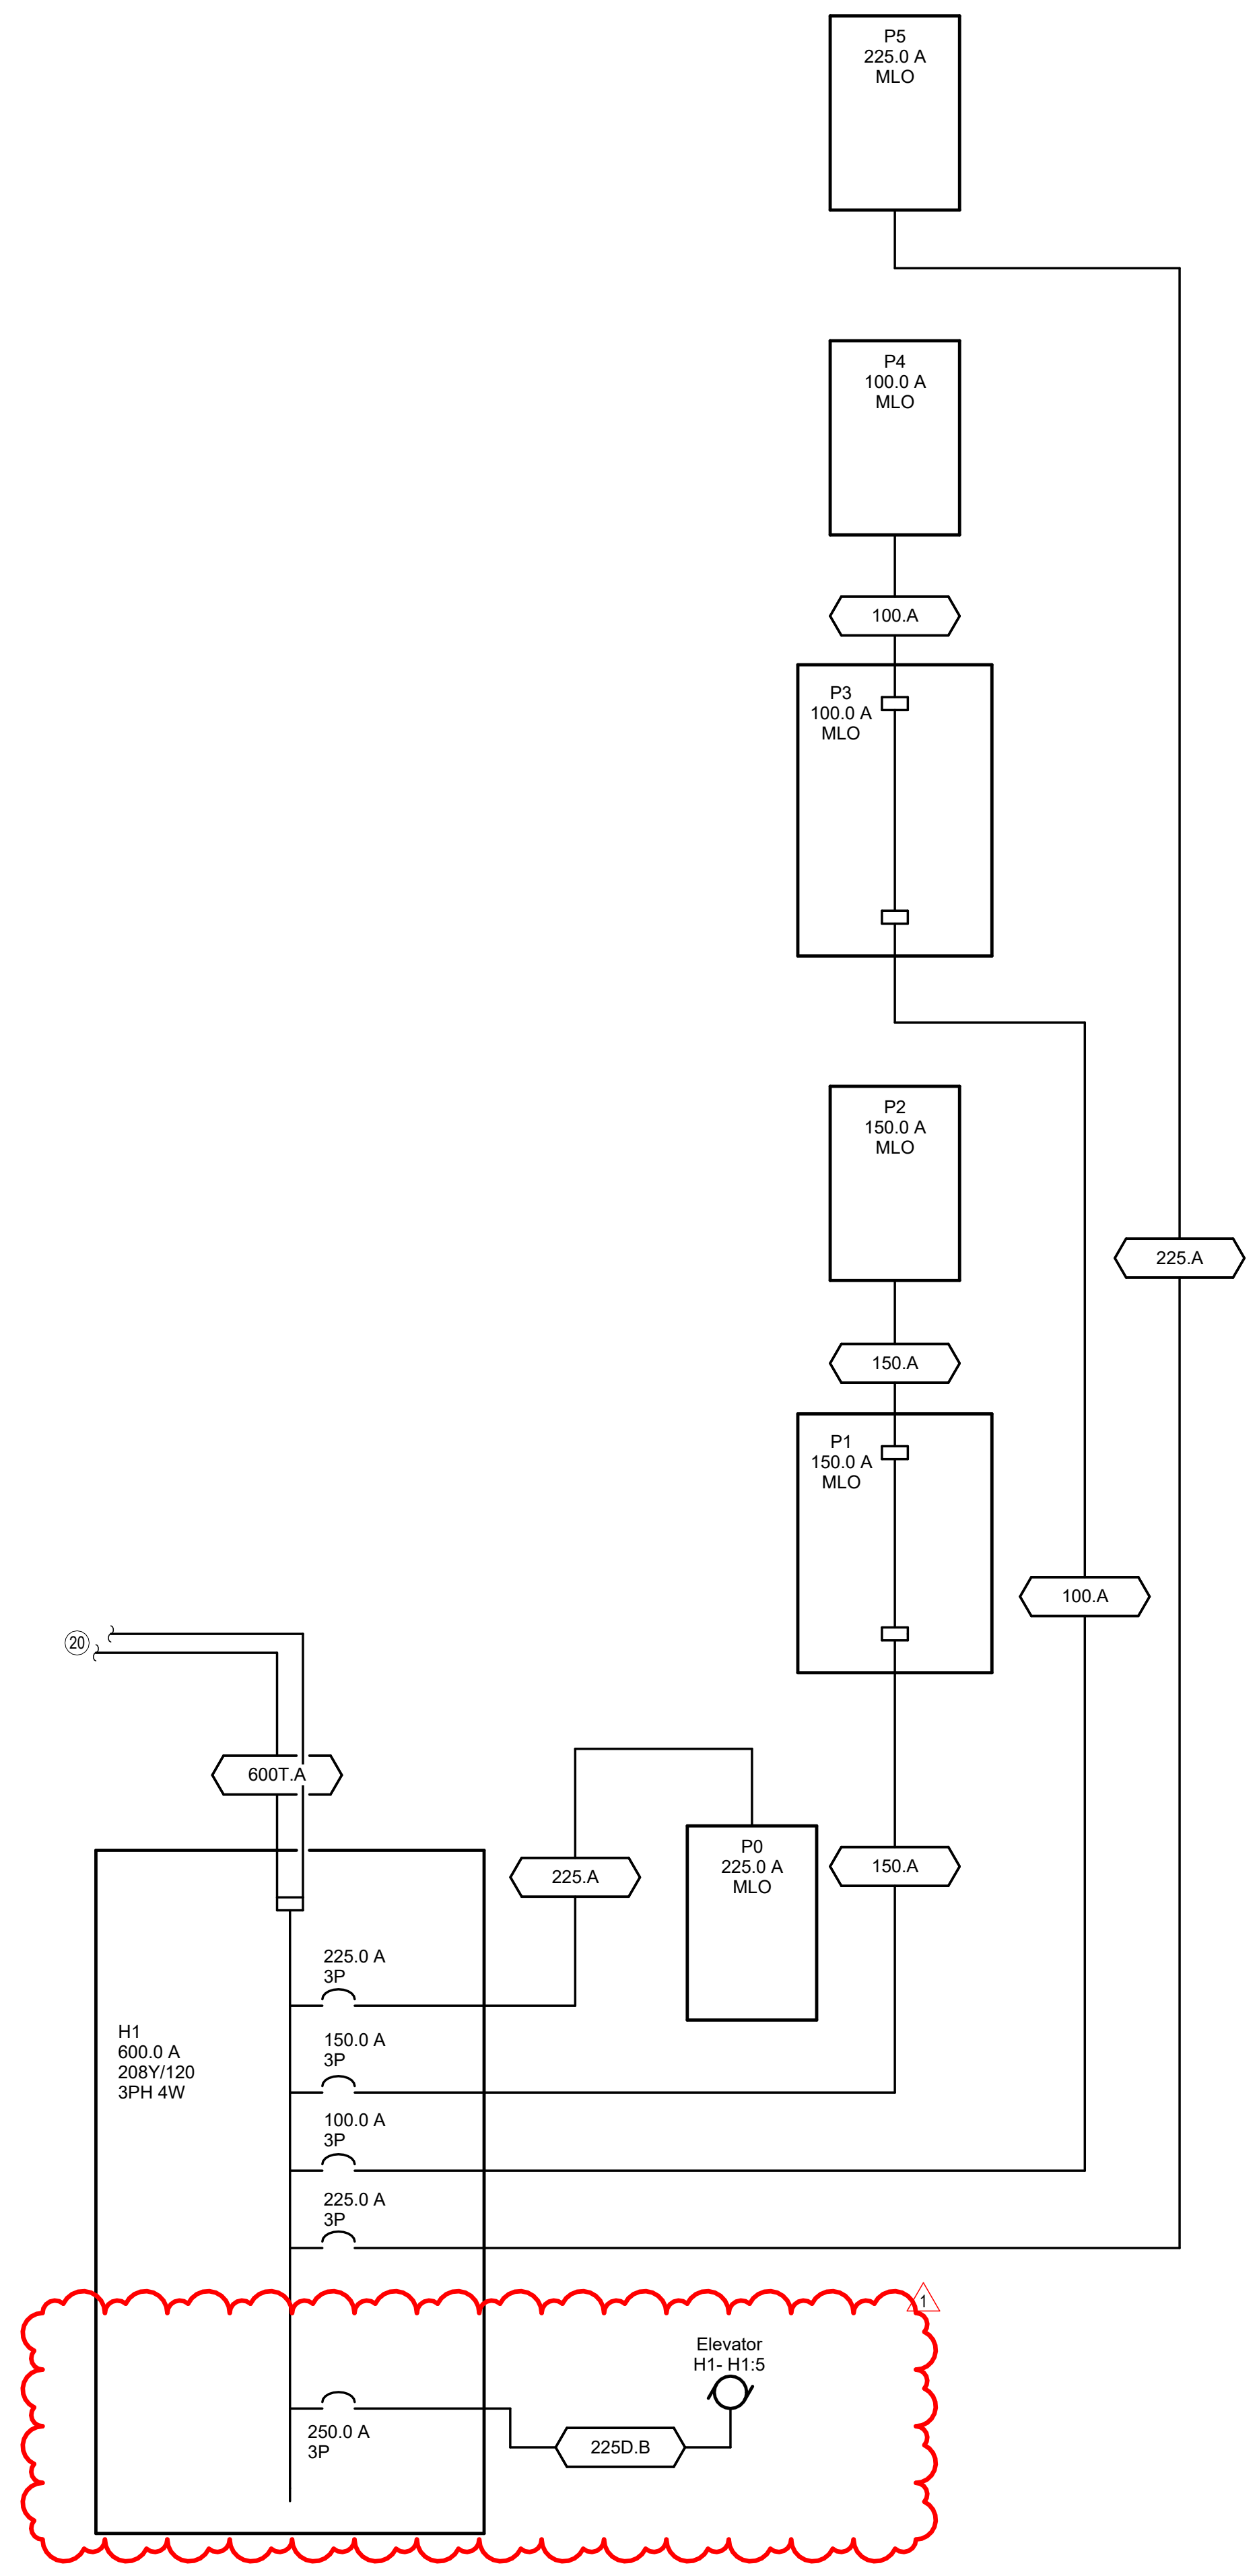 P5
225.0 A
MLO
P4
100.0 A
MLO
100.A
P3
100.0 A
MLO
P2
150.0 A
MLO
225.A
150.A
P1
150.0 A
MLO
100.A
20
600T.A
P0
225.0 A
MLO
225.A
150.A
225.0 A
3P
H1
600.0 A
208Y/120
3PH 4W
150.0 A
3P
100.0 A
3P
225.0 A
3P
1
Elevator
H1- H1:5
250.0 A
3P
225D.B